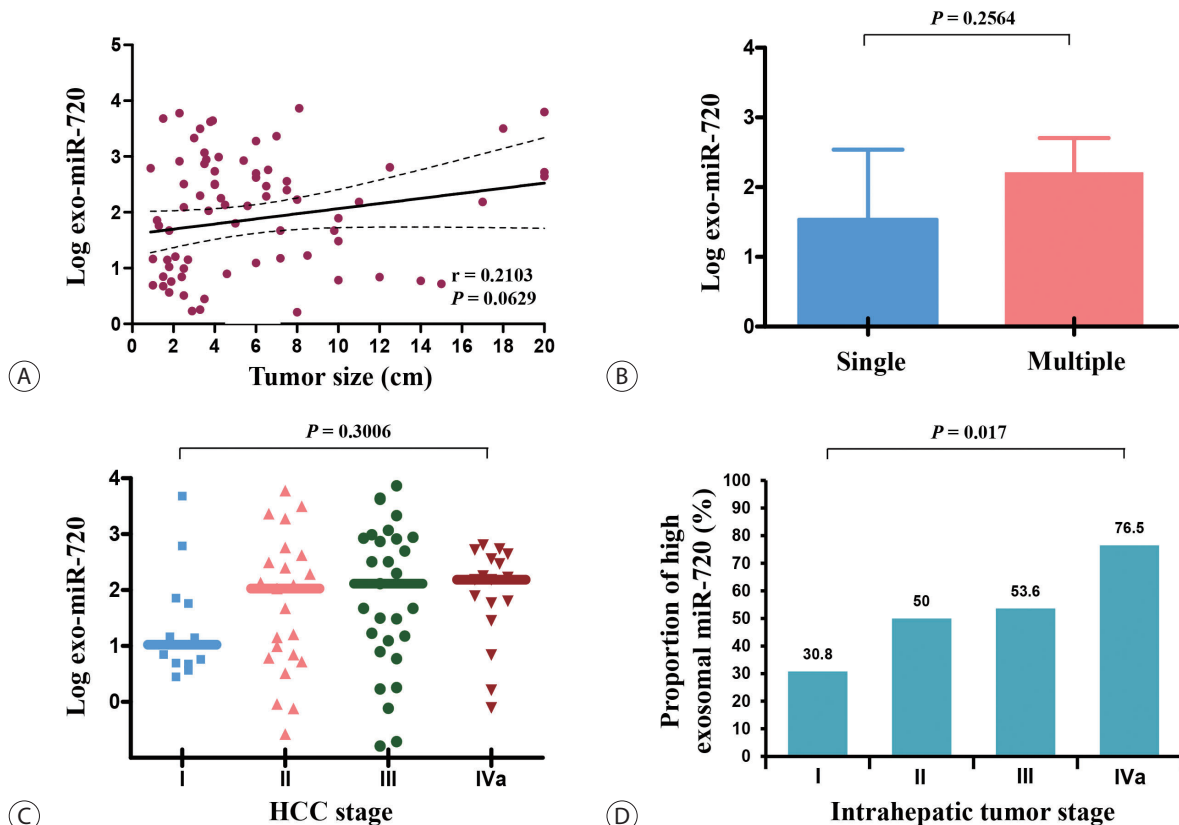 Log exo-miR-720
5
4
3
2
1
0
r = 0.2103
P = 0.0629
0 2 4 6 8 10 12 14 16 18 20
Tumor size (cm)
A
P = 0.2564
Log exo-miR-720
4
3
2
1
0
Single Multiple
B
P = 0.3006
Log exo-miR-720
4
3
2
1
0
I II III IVa
HCC stage
C
P = 0.017
Proportion of high
exosomal miR-720 (%)
100
90
80
70
60
50
40
30
20
10
0
30.8
50
53.6
76.5
I II III IVa
Intrahepatic tumor stage
D